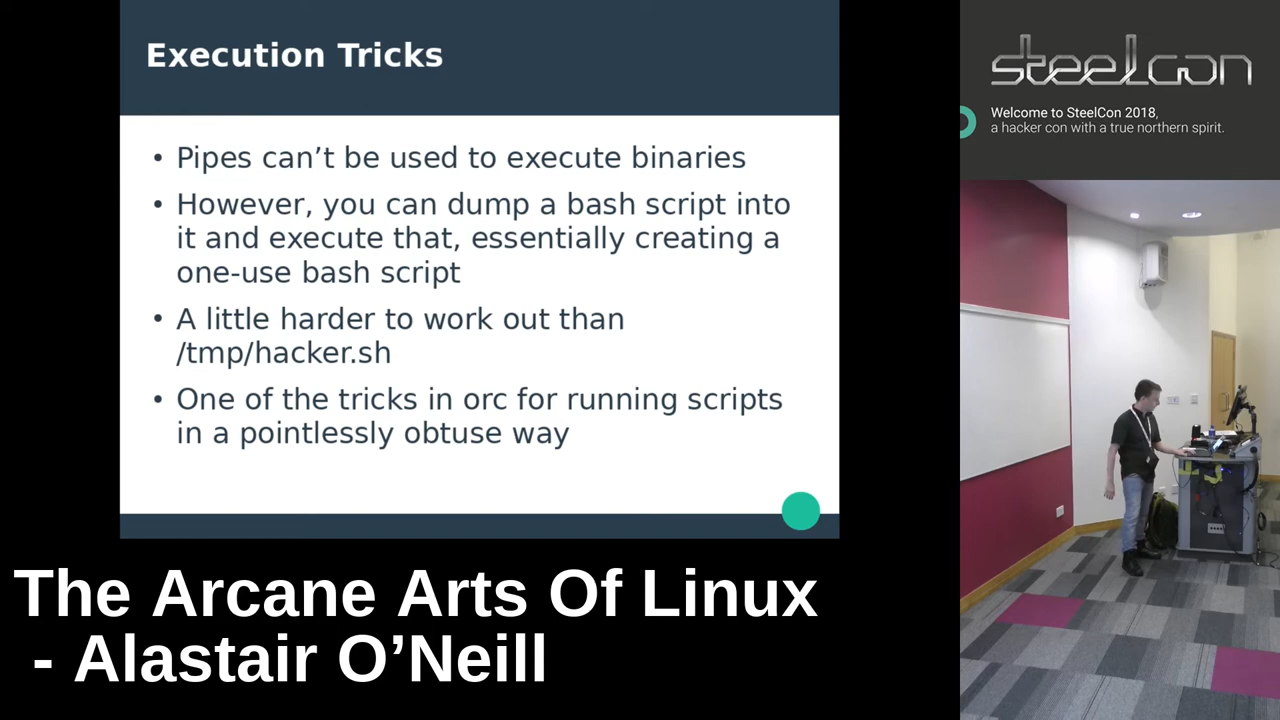 Execution Tricks
• Pipes can’t be used to execute binaries
• However, you can dump a bash script into
it and execute that, essentially creating a
one-use bash script
• A little harder to work out than
/tmp/hacker.sh
• One of the tricks in orc for running scripts
in a pointlessly obtuse way
The Arcane Arts Of Linux
- Alastair O’Neill
steelcon
Welcome to SteelCon 2018,
a hacker con with a true northern spirit.